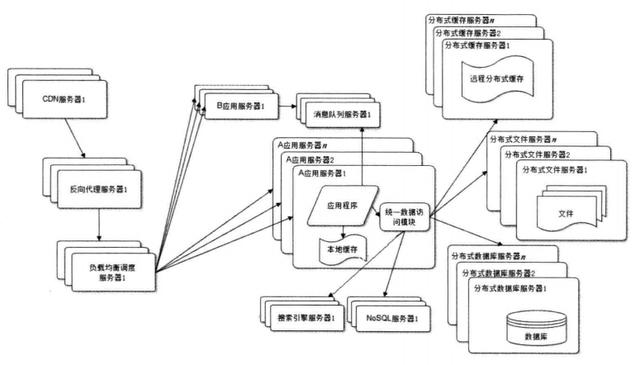 CDN服务器1
反向代理服务器1
负载均衡调度
服务器1
B应用服务器1
消息队列服务器1
A应用服务器n
A应用服务器2
A应用服务器1
应用程序
本地缓存
统一数据访
问模块
搜索引擎服务器1
NoSQL服务器1
分布式缓存服务器n
分布式缓存服务器2
分布式缓存服务器1
远程分布式缓存
分布式文件服务器n
分布式文件服务器2
分布式文件服务器1
文件
分布式数据库服务器n
分布式数据库服务器2
分布式数据库服务器1
数据库